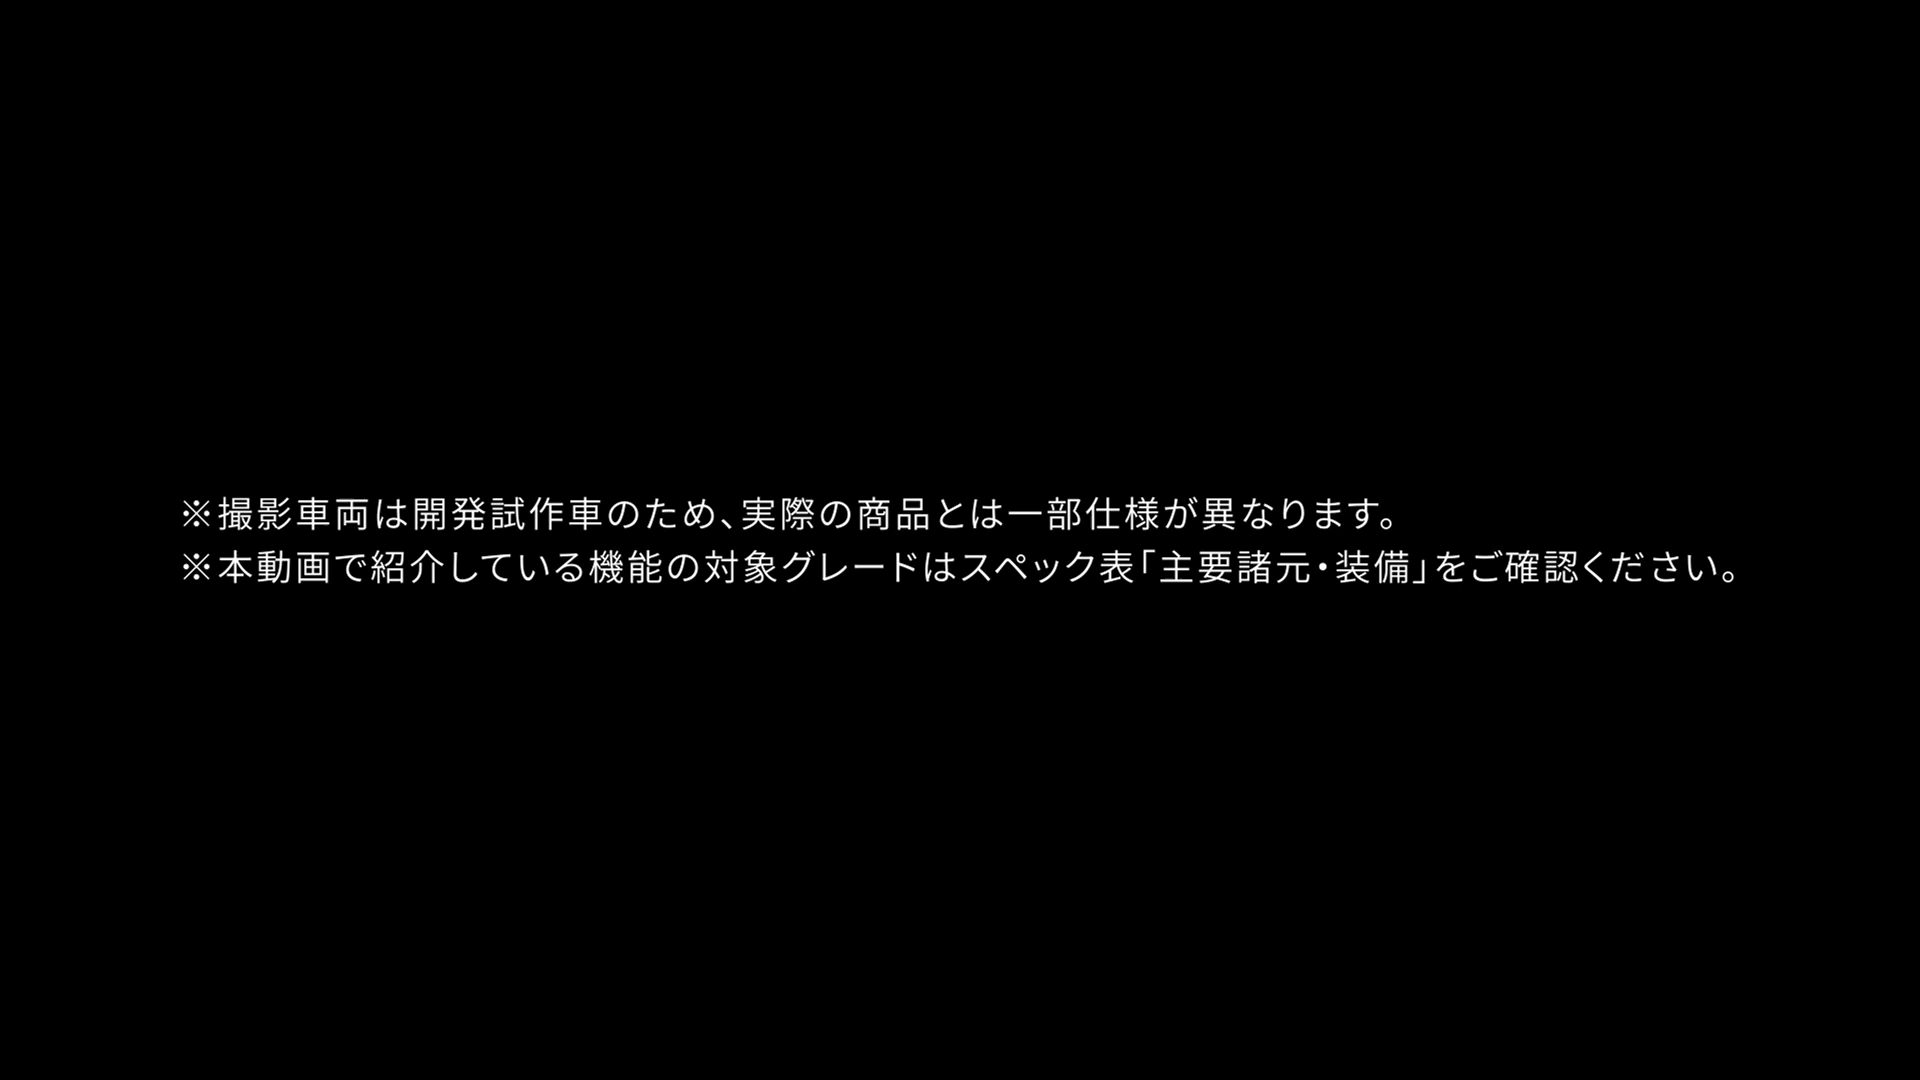 ※撮影車両は開発試作車のため、実際の商品とは一部仕様が異なります。
※本動画で紹介している機能の対象グレードはスペック表「主要諸元・装備」をご確認ください。